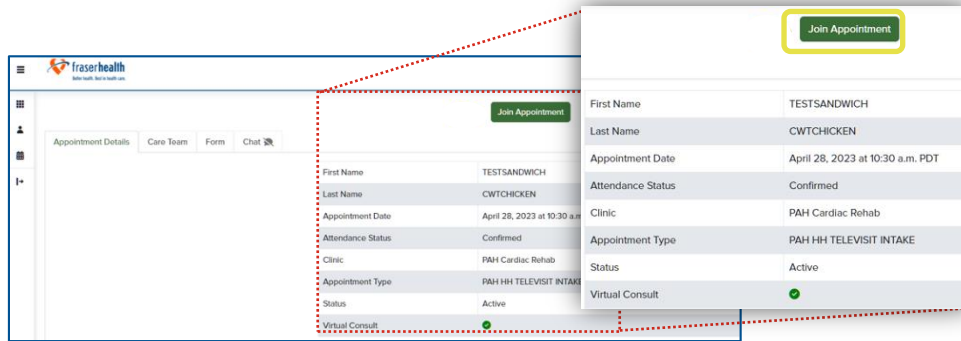 fraserhealth
Better health. Best in health care.
Join Appointment
Appointment Details Care Team Form Chat
First Name TESTSANDWICH
Last Name CWTCHICKEN
Appointment Date April 28, 2023 at 10:30 a.m
Attendance Status Confirmed
Clinic PAH Cardiac Rehab
Appointment Type PAH HH TELEVISIT INTAKE
Status Active
Virtual Consult
Join Appointment
First Name TESTSANDWICH
Last Name CWTCHICKEN
Appointment Date April 28, 2023 at 10:30 a.m. PDT
Attendance Status Confirmed
Clinic PAH Cardiac Rehab
Appointment Type PAH HH TELEVISIT INTAKE
Status Active
Virtual Consult